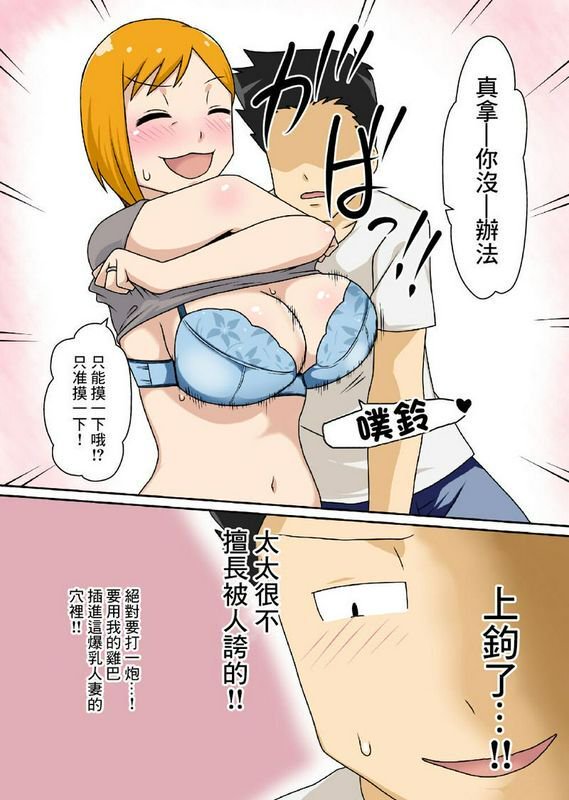 真拿—你沒—辦法
ガバッ!!
只能摸一下哦!?
只准摸一下！
噗鈴
♥
上鉤了…!!
太太很不
擅長被人誇的!!
絕對要打一炮…！
要用我的雞巴
插進這爆乳人妻的
穴裡!!